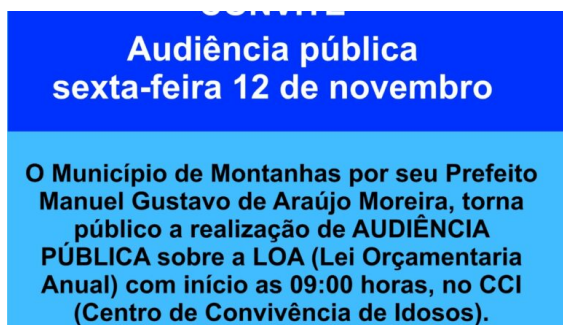 CONVITE
Audiência pública
sexta-feira 12 de novembro
O Município de Montanhas por seu Prefeito
Manuel Gustavo de Araújo Moreira, torna
público a realização de AUDIÊNCIA
PÚBLICA sobre a LOA (Lei Orçamentaria
Anual) com início as 09:00 horas, no CCI
(Centro de Convivência de Idosos).